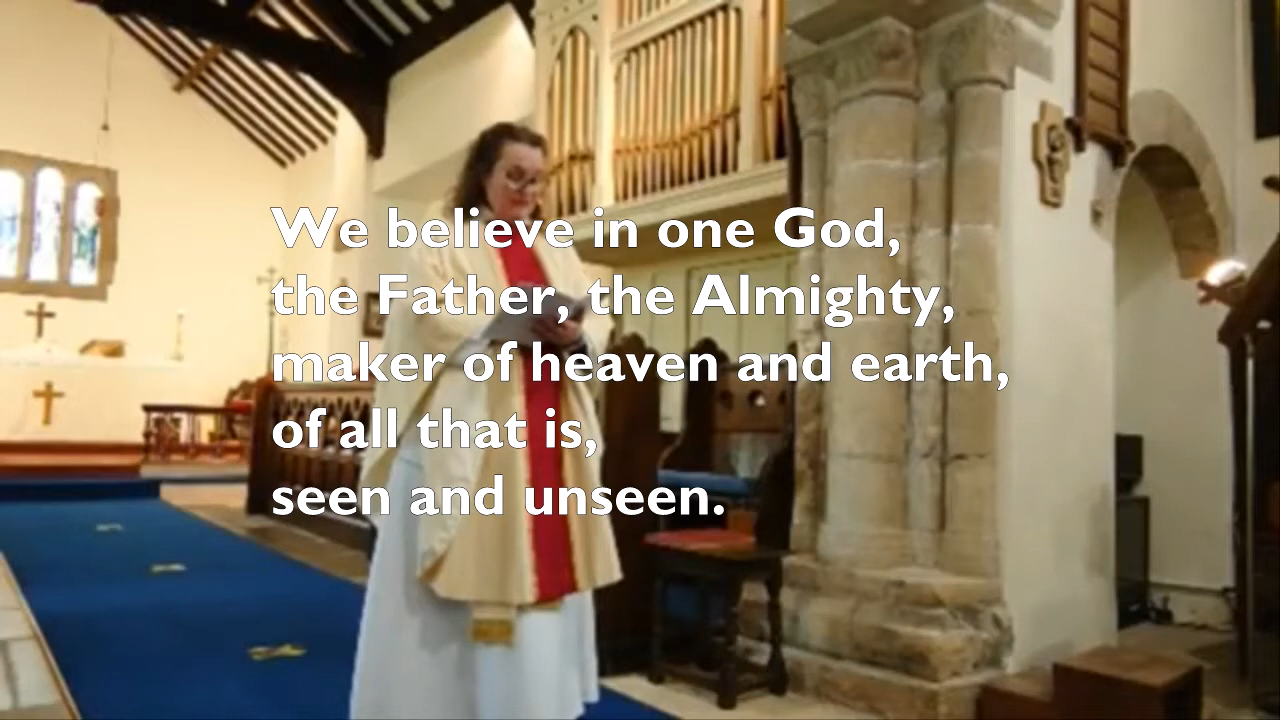 We believe in one God,
the Father, the Almighty,
maker of heaven and earth,
of all that is,
seen and unseen.